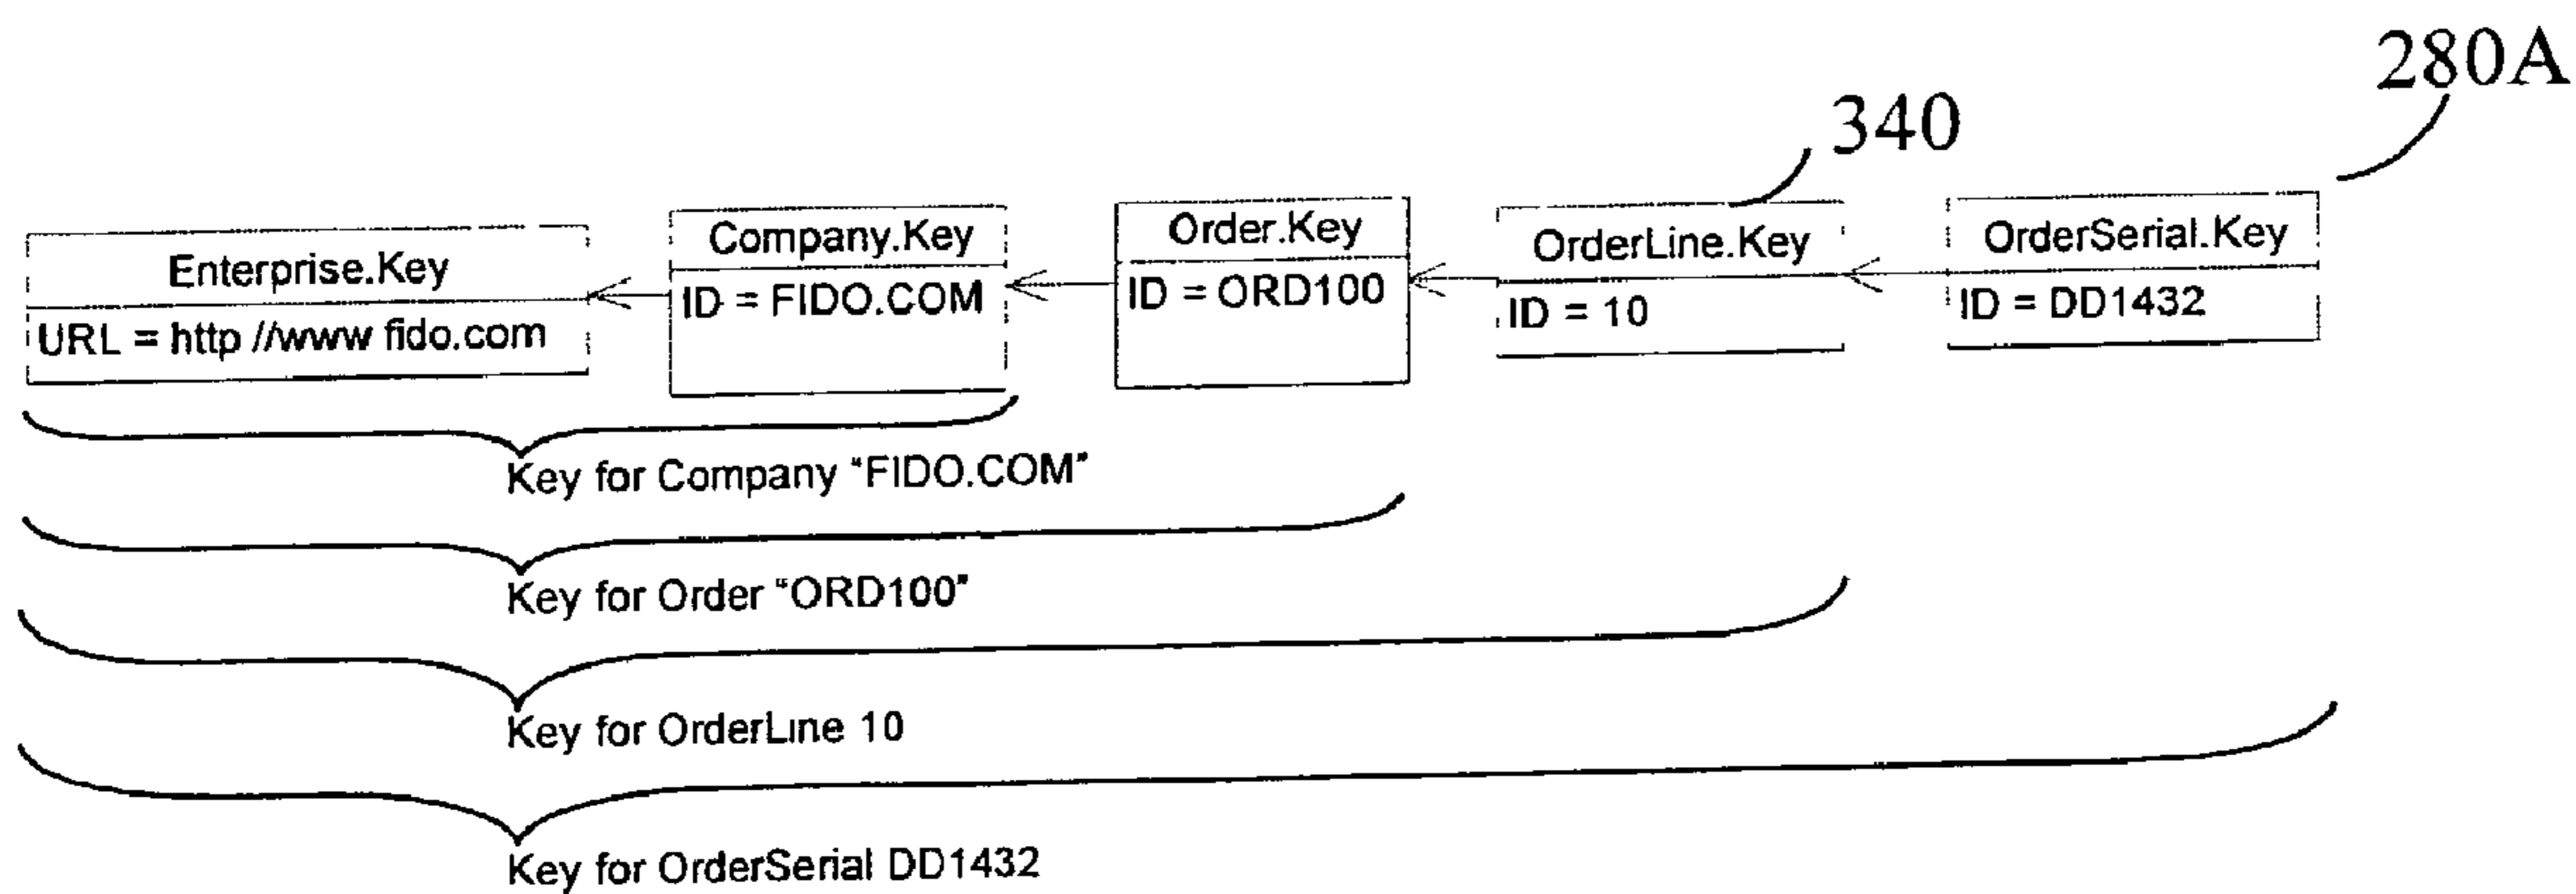 280A
340
Enterprise.Key
URL = http //www fido.com
Company.Key
ID = FIDO.COM
Order.Key
ID = ORD100
OrderLine.Key
ID = 10
OrderSerial.Key
ID = DD1432
Key for Company "FIDO.COM"
Key for Order "ORD100"
Key for OrderLine 10
Key for OrderSerial DD1432